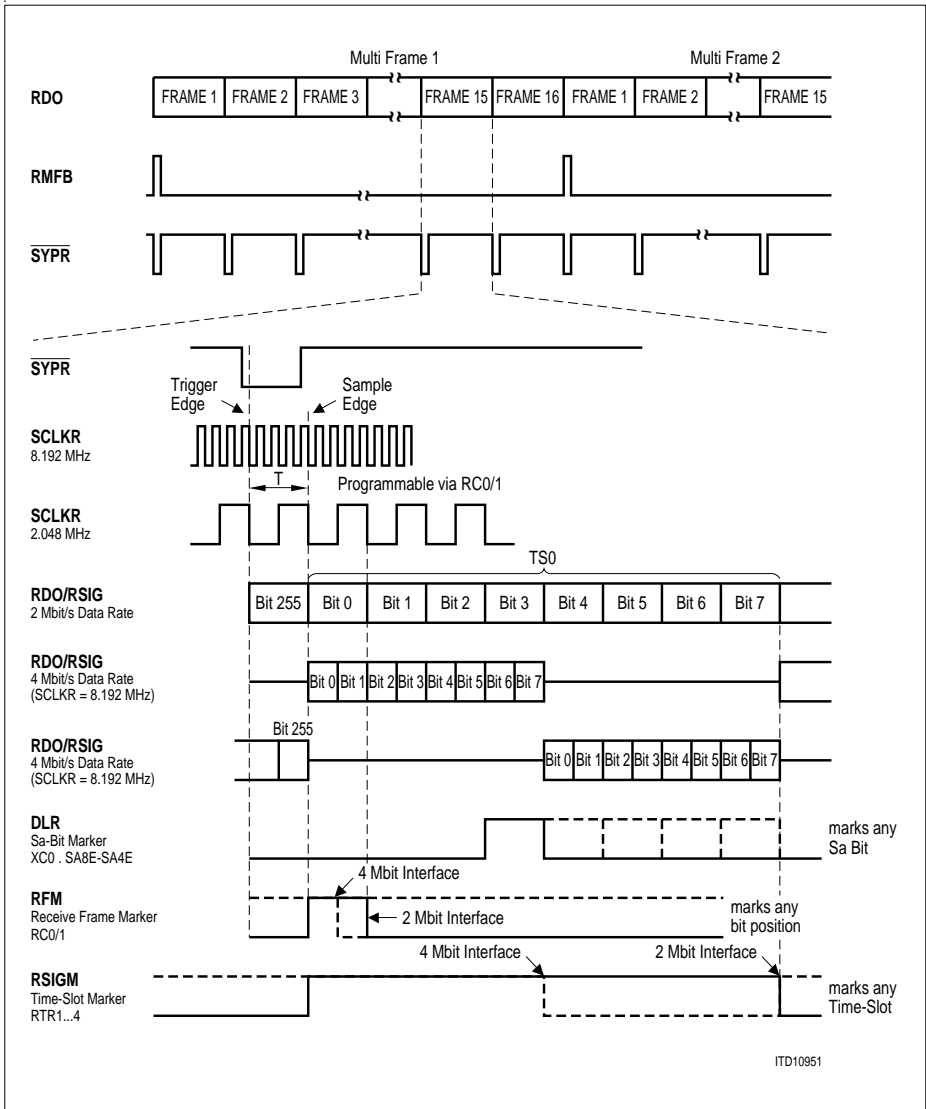 Multi Frame 1 Multi Frame 2
RDO FRAME 1 FRAME 2 FRAME 3 FRAME 15 FRAME 16 FRAME 1 FRAME 2 FRAME 15
RMFB
SYPR
SYPR
Trigger Edge
Sample Edge
SCLKR
8.192 MHz
T
Programmable via RC0/1
SCLKR
2.048 MHz
TS0
RDO/RSIG
2 Mbit/s Data Rate
Bit 255 Bit 0 Bit 1 Bit 2 Bit 3 Bit 4 Bit 5 Bit 6 Bit 7
RDO/RSIG
4 Mbit/s Data Rate
(SCLKR = 8.192 MHz)
Bit 0 Bit 1 Bit 2 Bit 3 Bit 4 Bit 5 Bit 6 Bit 7
Bit 255
RDO/RSIG
4 Mbit/s Data Rate
(SCLKR = 8.192 MHz)
Bit 0 Bit 1 Bit 2 Bit 3 Bit 4 Bit 5 Bit 6 Bit 7
DLR
Sa-Bit Marker
XC0 . SA8E-SA4E
marks any
Sa Bit
4 Mbit Interface
RFM
Receive Frame Marker
RC0/1
2 Mbit Interface
marks any
bit position
4 Mbit Interface 2 Mbit Interface
RSIGM
Time-Slot Marker
RTR1...4
marks any
Time-Slot
ITD10951